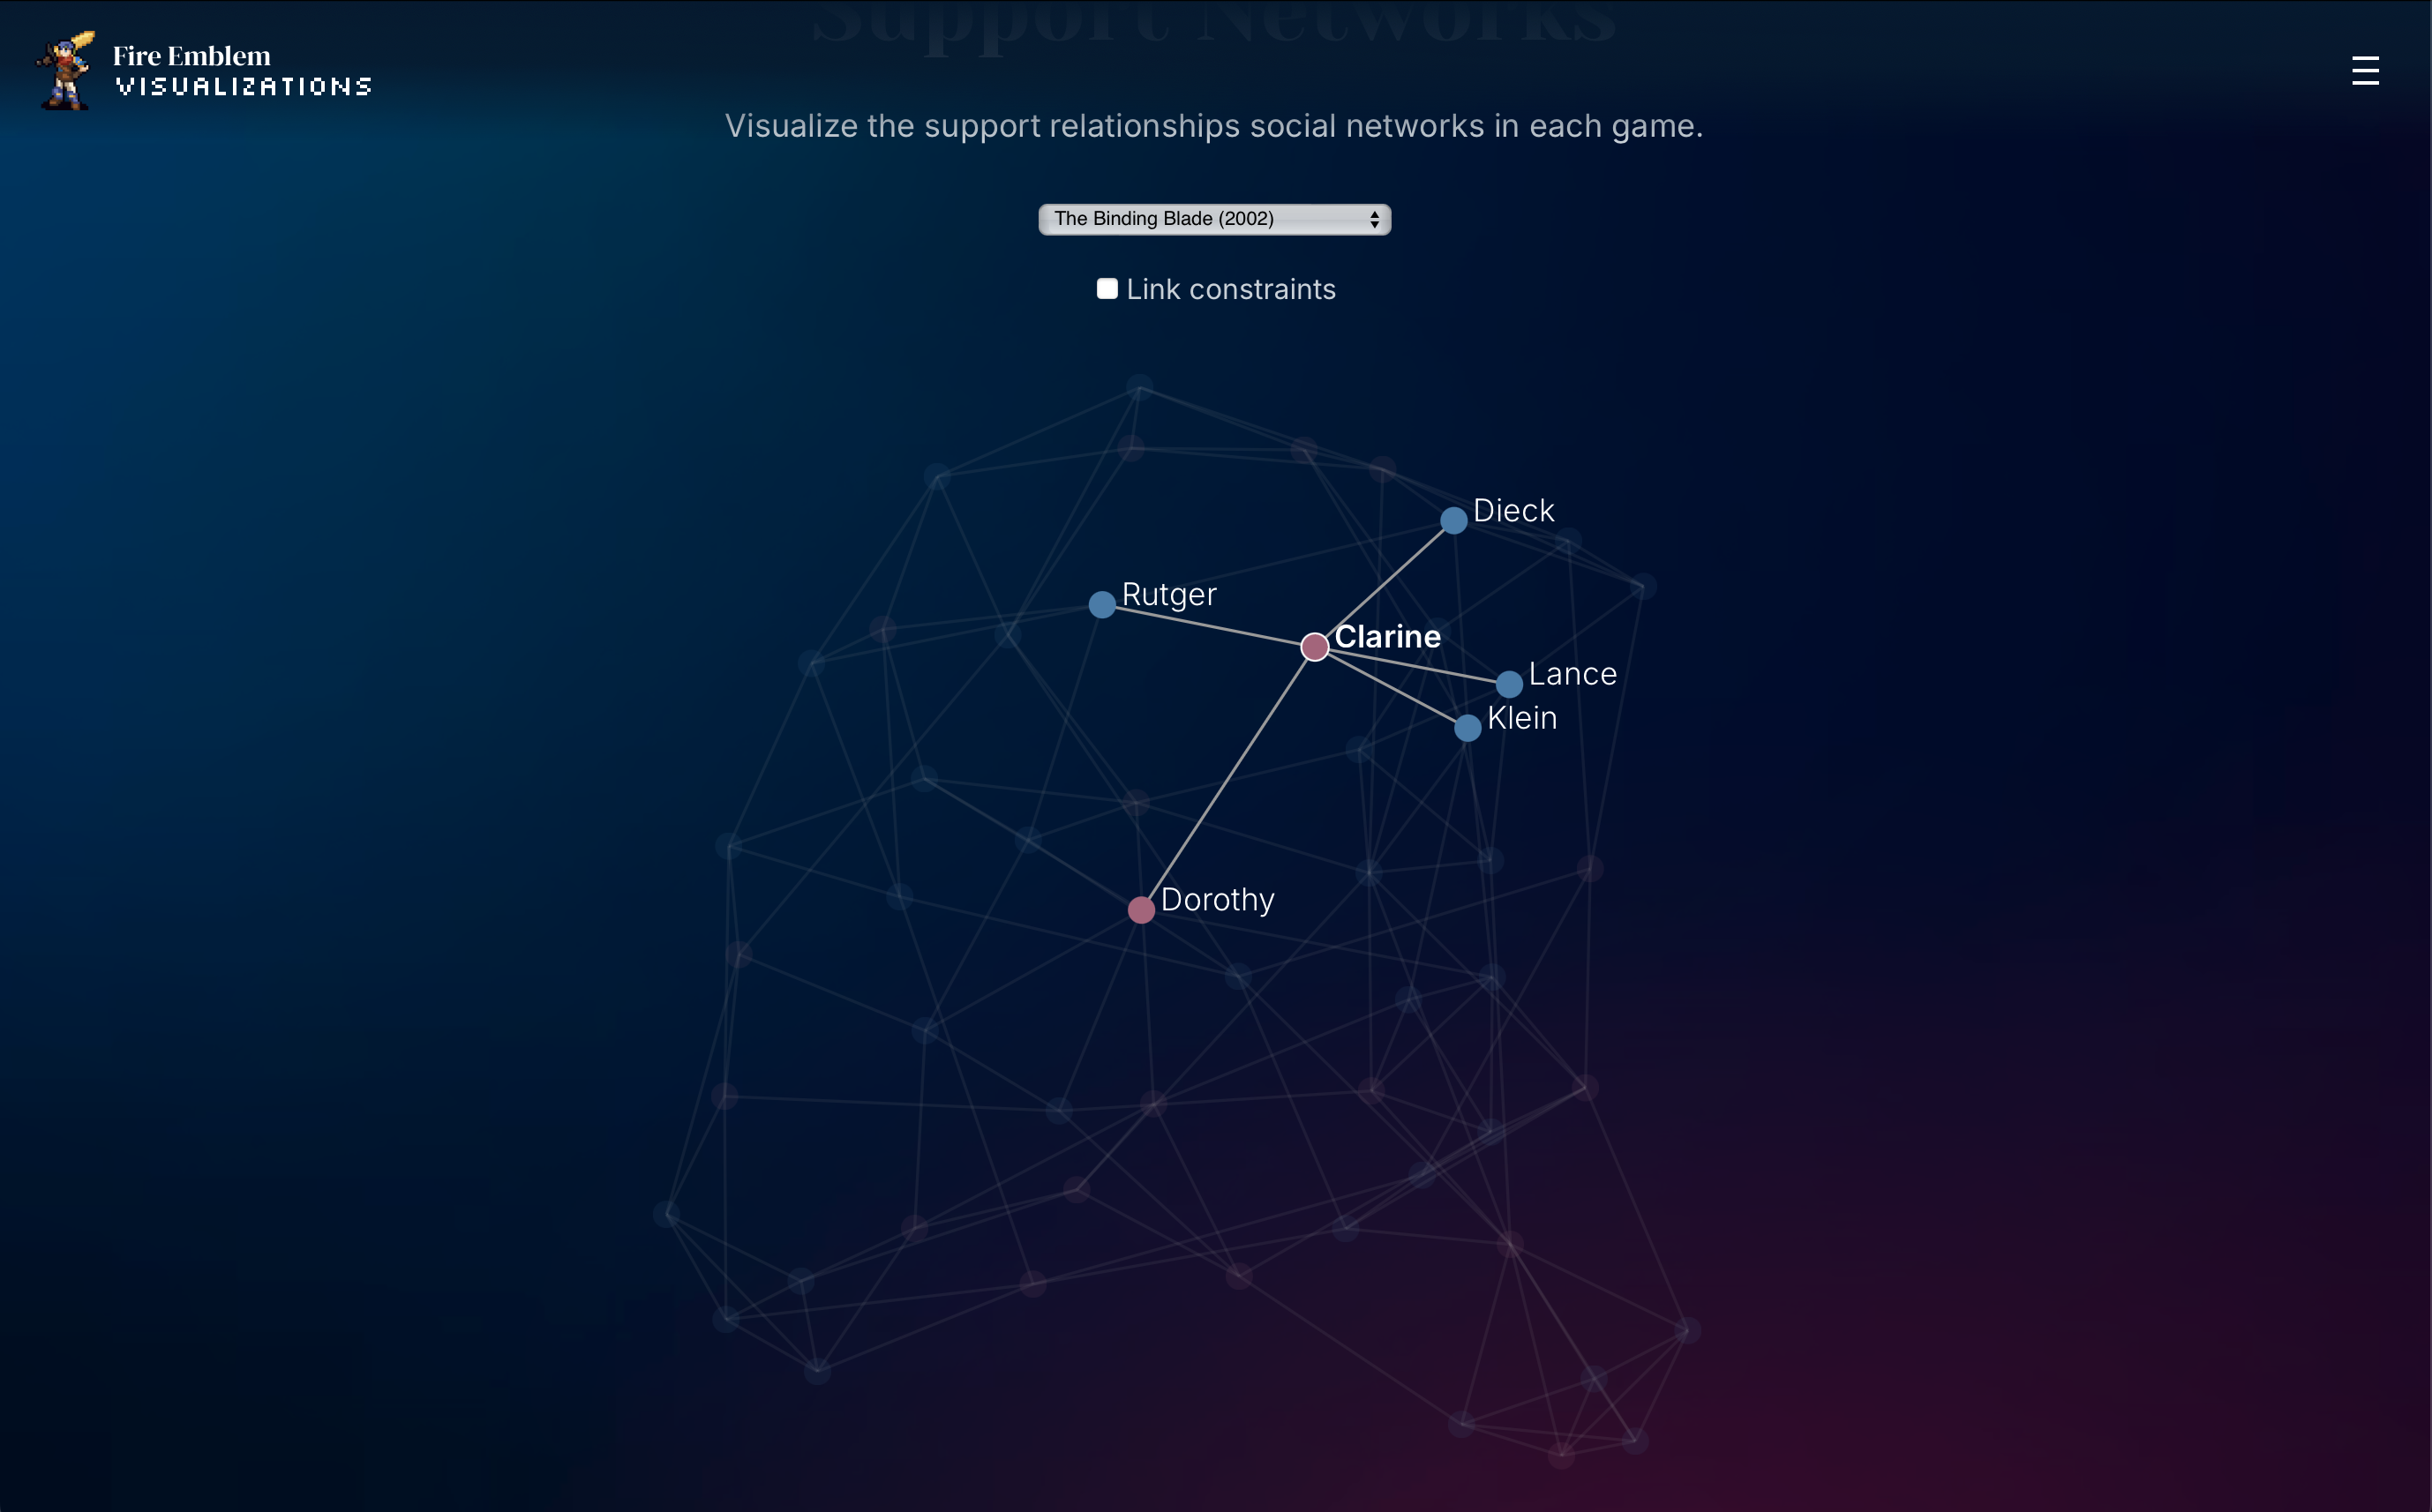 Support Networks
Fire Emblem
VISUALIZATIONS
Visualize the support relationships social networks in each game.
The Binding Blade (2002)
Link constraints
Dieck
Rutger
Clarine
Lance
Klein
Dorothy